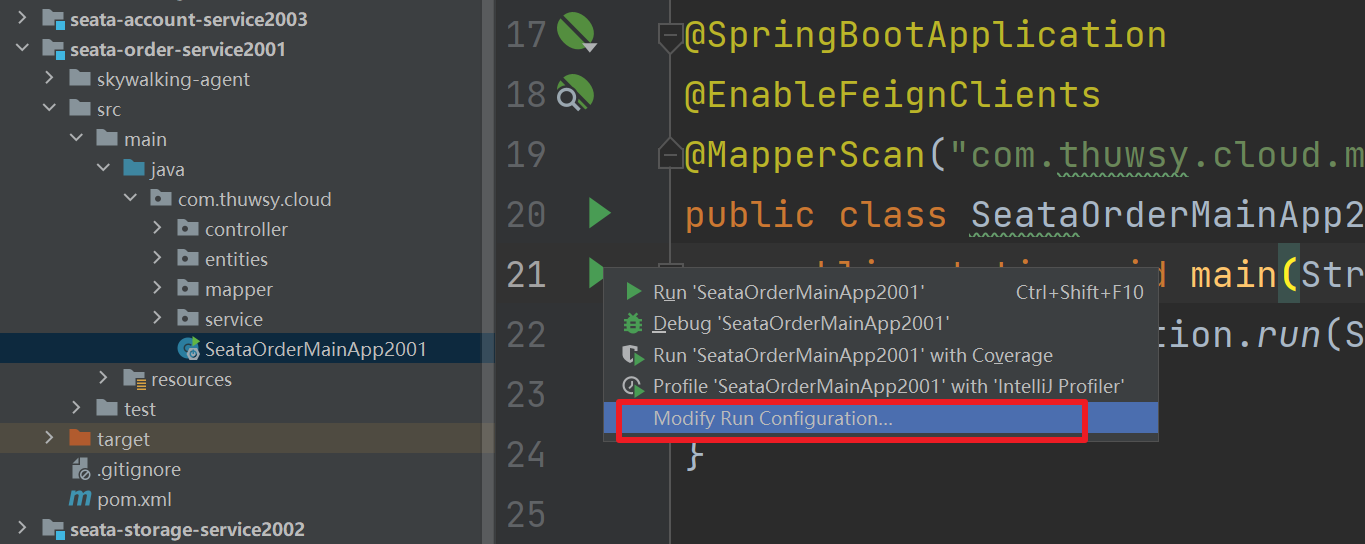 seata-account-service2003
seata-order-service2001
skywalking-agent
src
main
java
com.thuwsy.cloud
controller
entities
mapper
service
SeataOrderMainApp2001
resources
test
target
.gitignore
pom.xml
seata-storage-service2002
17 @SpringBootApplication
18 @EnableFeignClients
19 @MapperScan("com.thuwsy.cloud.m
20 public class SeataOrderMainApp2
21 main(Str
22 tion.run(S
23
24 }
25
Run 'SeataOrderMainApp2001' Ctrl+Shift+F10
Debug 'SeataOrderMainApp2001'
Run 'SeataOrderMainApp2001' with Coverage
Profile 'SeataOrderMainApp2001' with 'IntelliJ Profiler'
Modify Run Configuration...